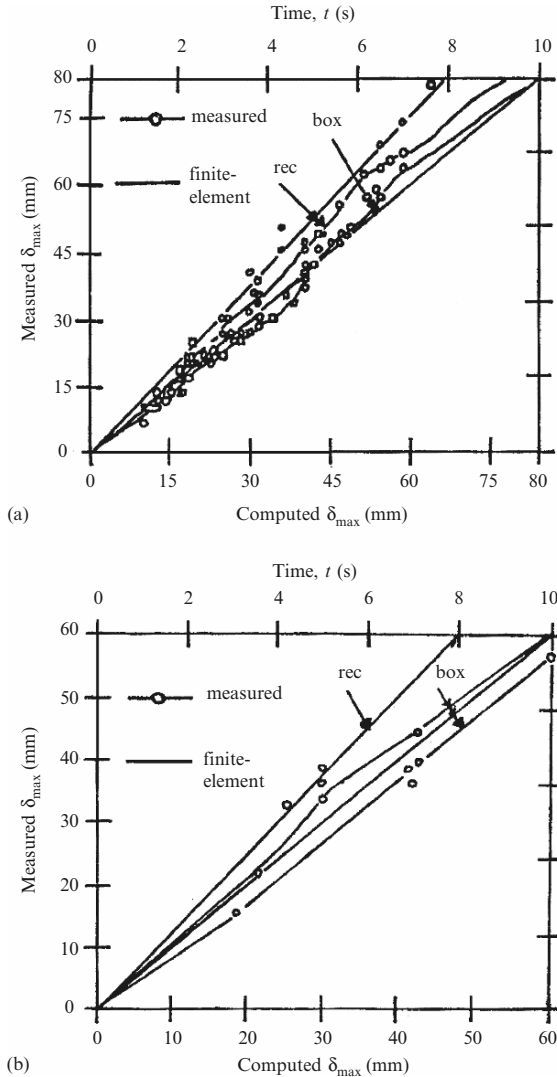 Time, t (s)
0 2 4 6 8 10
80
75
60
45
30
15
0
Measured δmax (mm)
measured
finite-
element
rec
box
0 15 30 45 60 75 80
(a)
Computed δmax (mm)
Time, t (s)
0 2 4 6 8 10
60
50
40
30
20
10
0
Measured δmax (mm)
measured
finite-
element
rec
box
0 10 20 30 40 50 60
(b)
Computed δmax (mm)